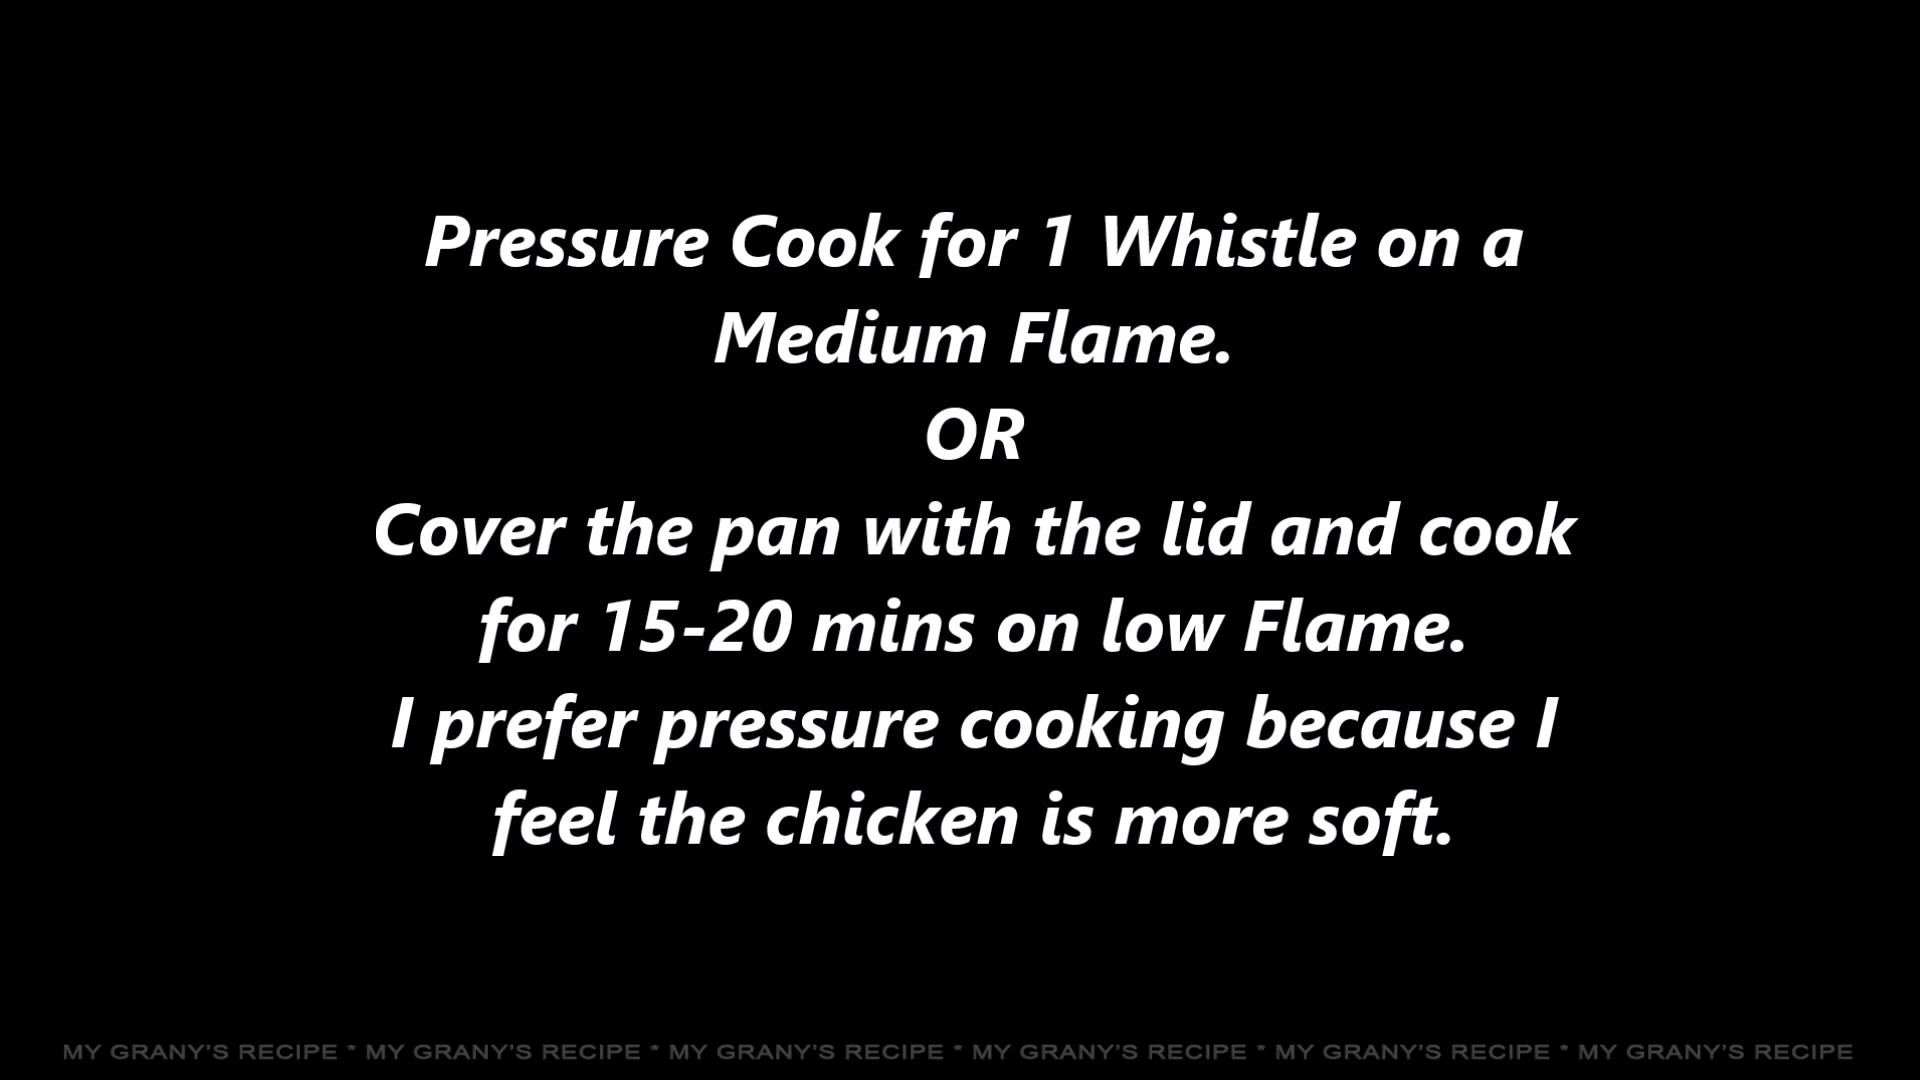 Pressure Cook for 1 Whistle on a
Medium Flame.
OR
Cover the pan with the lid and cook
for 15-20 mins on low Flame.
I prefer pressure cooking because I
feel the chicken is more soft.
MY GRANY'S RECIPE * MY GRANY'S RECIPE * MY GRANY'S RECIPE * MY GRANY'S RECIPE * MY GRANY'S RECIPE * MY GRANY'S RECIPE